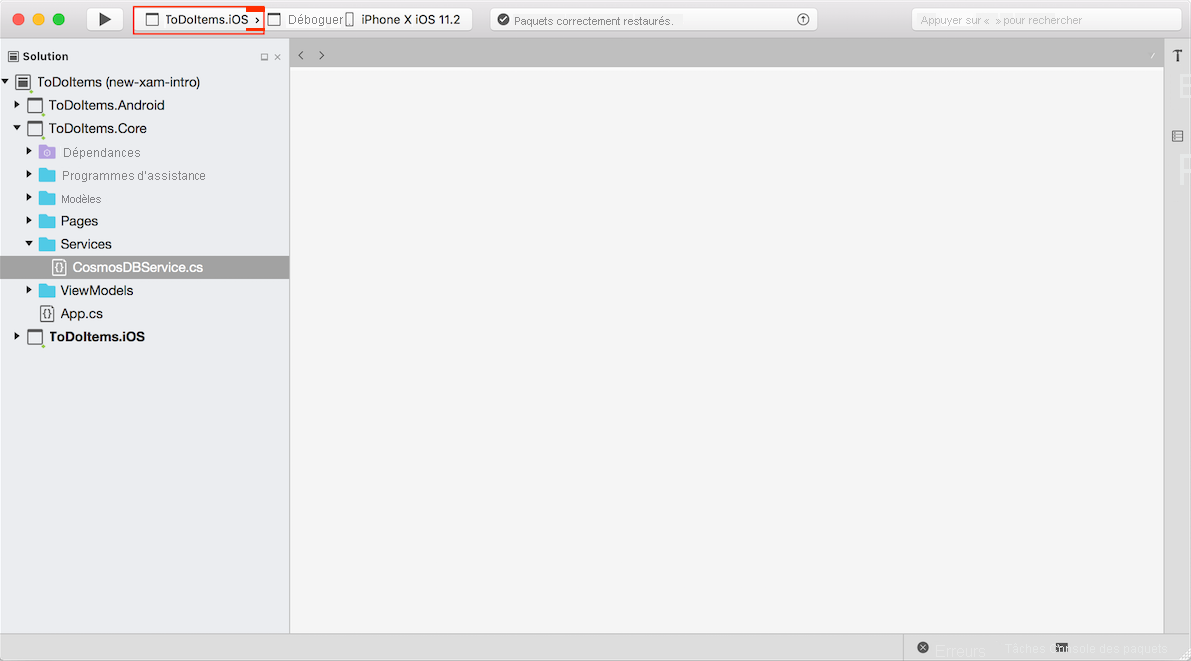 ToDoItems.iOS › Déboguer iPhone X iOS 11.2 Paquets correctement restaurés. Appuyer sur « » pour rechercher
Solution
ToDoItems (new-xam-intro)
ToDoItems.Android
ToDoItems.Core
Dépendances
Programmes d'assistance
Modèles
Pages
Services
{} CosmosDBService.cs
ViewModels
{} App.cs
ToDoItems.iOS
Erreurs Tâches console des paquets